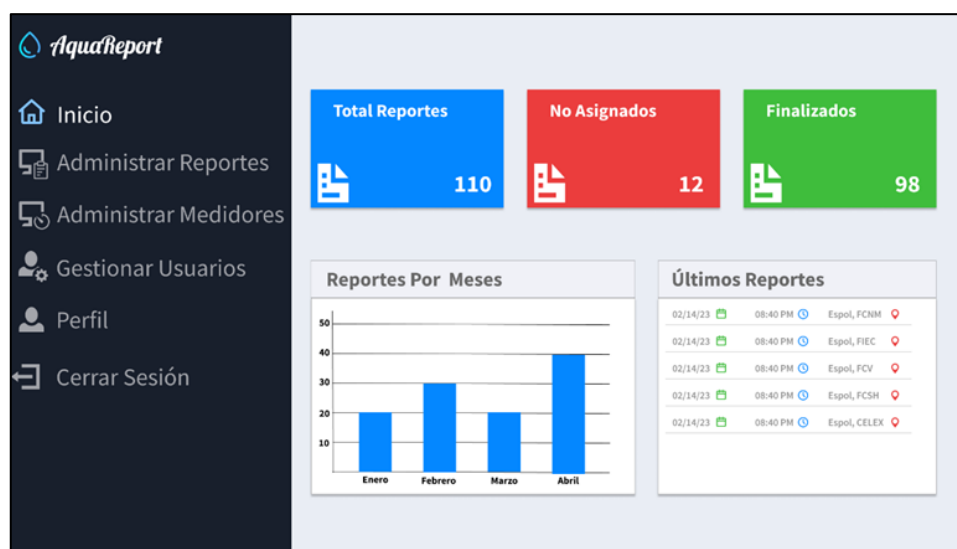 AquaReport
Inicio
Administrar Reportes
Administrar Medidores
Gestionar Usuarios
Perfil
Cerrar Sesión
Total Reportes
110
No Asignados
12
Finalizados
98
Reportes Por Meses
50
40
30
20
10
Enero Febrero Marzo Abril
Últimos Reportes
02/14/23 08:40 PM Espol, FCNM
02/14/23 08:40 PM Espol, FIEC
02/14/23 08:40 PM Espol, FCV
02/14/23 08:40 PM Espol, FCSH
02/14/23 08:40 PM Espol, CELEX